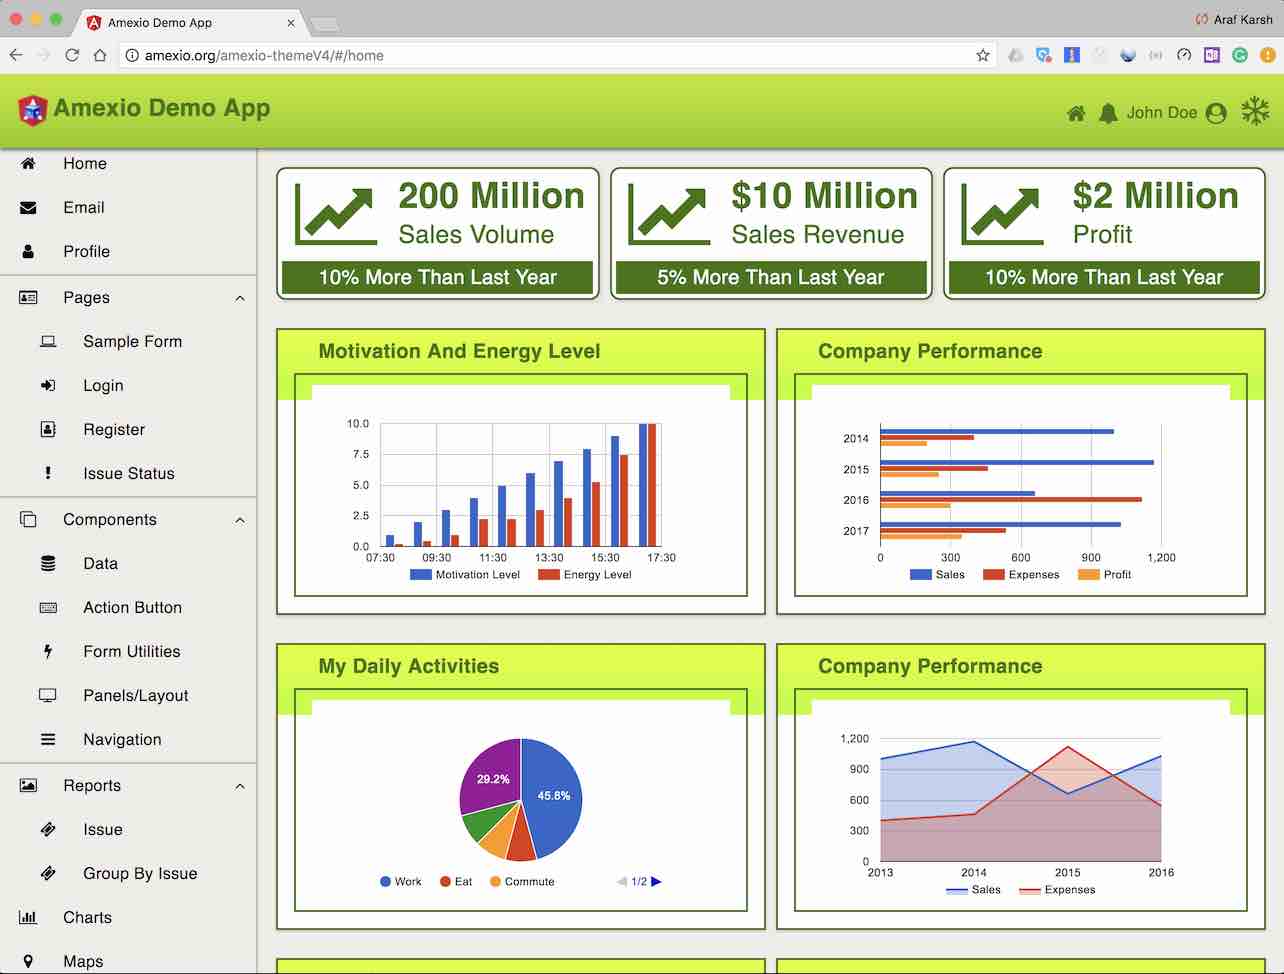 Amexio Demo App
Araf Karsh
amexio.org/amexio-themeV4/#/home
Amexio Demo App
John Doe
Home
Email
Profile
Pages
Sample Form
Login
Register
Issue Status
Components
Data
Action Button
Form Utilities
Panels/Layout
Navigation
Reports
Issue
Group By Issue
Charts
Maps
200 Million
Sales Volume
10% More Than Last Year
$10 Million
Sales Revenue
5% More Than Last Year
$2 Million
Profit
10% More Than Last Year
Motivation And Energy Level
10.0
7.5
5.0
2.5
0.0
07:30 09:30 11:30 13:30 15:30 17:30
Motivation Level Energy Level
Company Performance
2014
2015
2016
2017
0 300 600 900 1,200
Sales Expenses Profit
My Daily Activities
29.2%
45.8%
Work Eat Commute 1/2
Company Performance
1,200
900
600
300
0
2013 2014 2015 2016
Sales Expenses